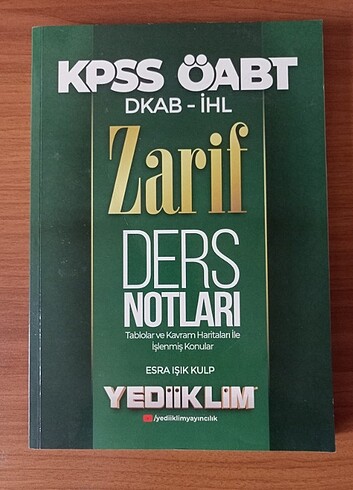 KPSS ÖABT
DKAB - İHL
Zarif
DERS
NOTLARI
Tablolar ve Kavram Haritaları İle
İşlenmiş Konular
ESRA IŞIK KULP
YEDİİKLİM
/yediiklimyayıncılık